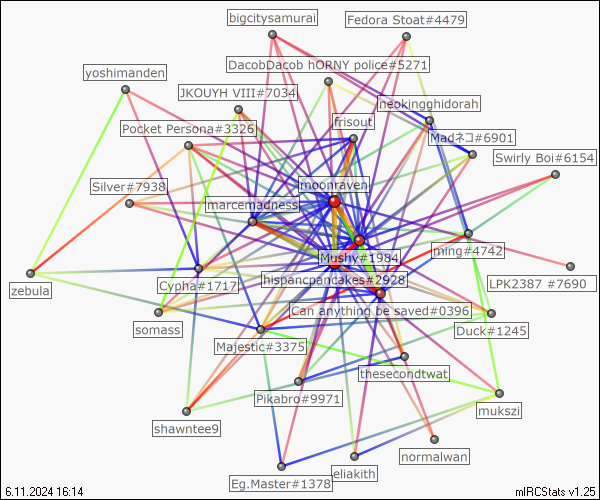 bigcitysamurai
Fedora Stoat#4479
DacobDacob hORNY police#5271
yoshimanden
JKOUYH VIII#7034
neokingghidorah
frisout
Pocket Persona#3326
Madネコ#6901
Swirly Boi#6154
Silver#7938
moonraven
marcemadness
ming#4742
Mushy#1984
hispancpancakes#2928
LPK2387 #7690
Cypha#1717
zebula
Can anything be saved#0396
somass
Duck#1245
Majestic#3375
thesecondtwat
Pikabro#9971
mukszi
shawntee9
normalwan
eliakith
Eg.Master#1378
6.11.2024 16:14
mIRCStats v1.25